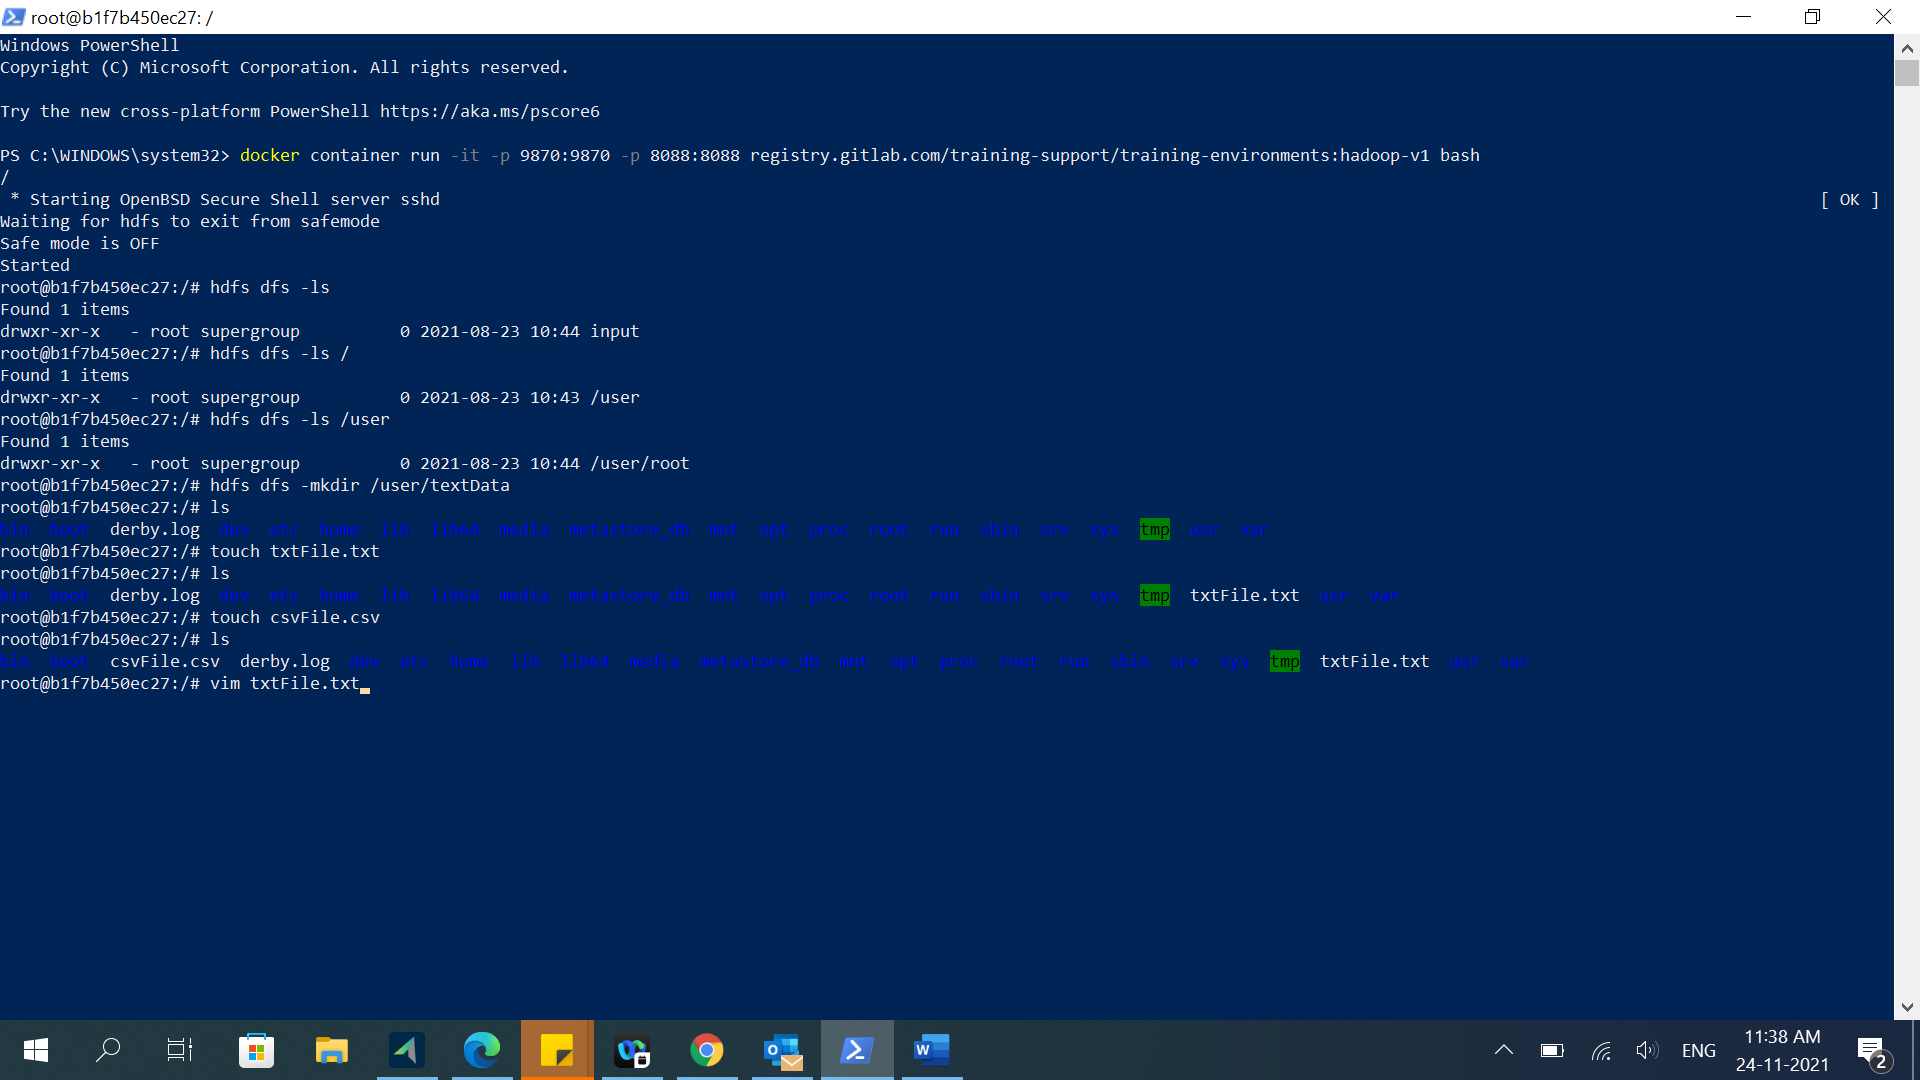 root@b1f7b450ec27: /
Windows PowerShell
Copyright (C) Microsoft Corporation. All rights reserved.
Try the new cross-platform PowerShell https://aka.ms/pscore6
PS C:\WINDOWS\system32> docker container run -it -p 9870:9870 -p 8088:8088 registry.gitlab.com/training-support/training-environments:hadoop-v1 bash
/
 * Starting OpenBSD Secure Shell server sshd [ OK ]
Waiting for hdfs to exit from safemode
Safe mode is OFF
Started
root@b1f7b450ec27:/# hdfs dfs -ls
Found 1 items
drwxr-xr-x   - root supergroup          0 2021-08-23 10:44 input
root@b1f7b450ec27:/# hdfs dfs -ls /
Found 1 items
drwxr-xr-x   - root supergroup          0 2021-08-23 10:43 /user
root@b1f7b450ec27:/# hdfs dfs -ls /user
Found 1 items
drwxr-xr-x   - root supergroup          0 2021-08-23 10:44 /user/root
root@b1f7b450ec27:/# hdfs dfs -mkdir /user/textData
root@b1f7b450ec27:/# ls
bin  boot  derby.log  dev  etc  home  lib  lib64  media  metastore_db  mnt  opt  proc  root  run  sbin  srv  sys  tmp  usr  var
root@b1f7b450ec27:/# touch txtFile.txt
root@b1f7b450ec27:/# ls
bin  boot  derby.log  dev  etc  home  lib  lib64  media  metastore_db  mnt  opt  proc  root  run  sbin  srv  sys  tmp  txtFile.txt  usr  var
root@b1f7b450ec27:/# touch csvFile.csv
root@b1f7b450ec27:/# ls
bin  boot  csvFile.csv  derby.log  dev  etc  home  lib  lib64  media  metastore_db  mnt  opt  proc  root  run  sbin  srv  sys  tmp  txtFile.txt  usr  var
root@b1f7b450ec27:/# vim txtFile.txt
ENG
11:38 AM
24-11-2021
2